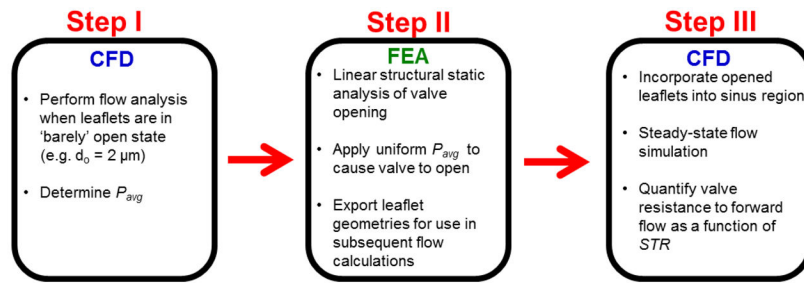 Step I
CFD
• Perform flow analysis
when leaflets are in
'barely' open state
(e.g. dₒ = 2 µm)
• Determine Pavg
Step II
FEA
• Linear structural static
analysis of valve
opening
• Apply uniform Pavg to
cause valve to open
• Export leaflet
geometries for use in
subsequent flow
calculations
Step III
CFD
• Incorporate opened
leaflets into sinus region
• Steady-state flow
simulation
• Quantify valve
resistance to forward
flow as a function of
STR